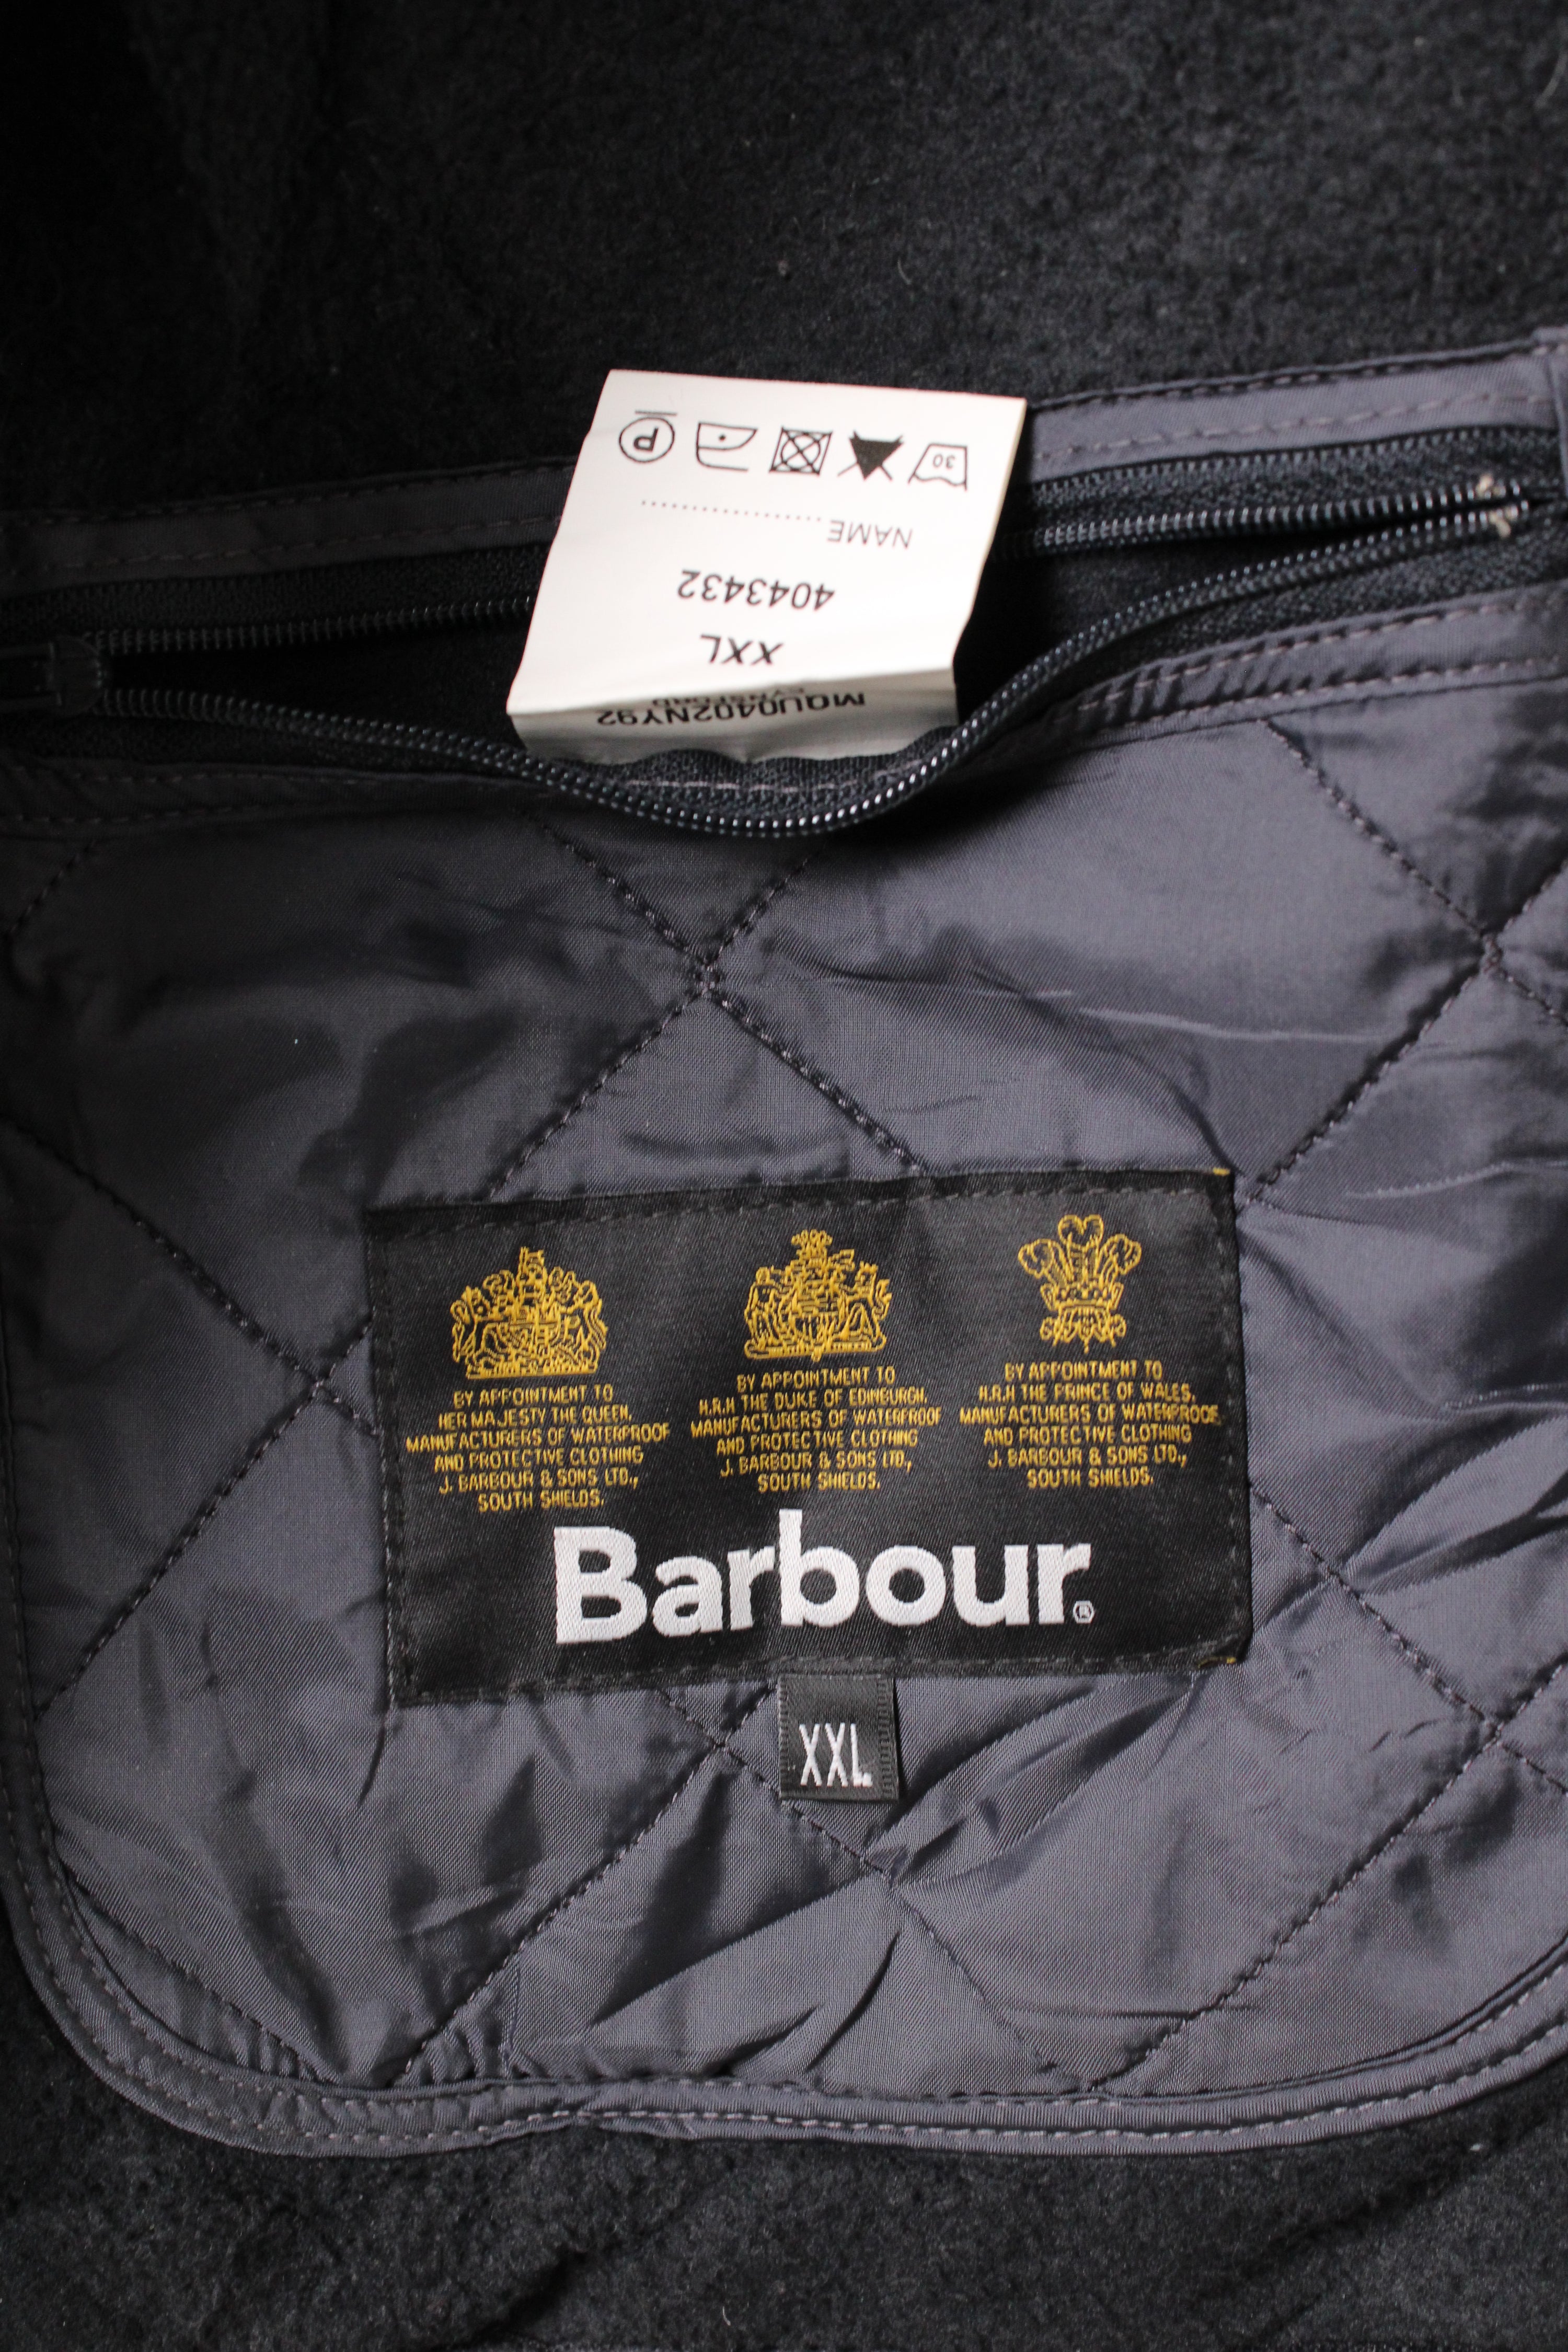 MQU0402NY92
XXL
4043432
NAME....................
30
P
BY APPOINTMENT TO
HER MAJESTY THE QUEEN,
MANUFACTURERS OF WATERPROOF
AND PROTECTIVE CLOTHING
J. BARBOUR & SONS LTD.,
SOUTH SHIELDS.
BY APPOINTMENT TO
H.R.H THE DUKE OF EDINBURGH,
MANUFACTURERS OF WATERPROOF
AND PROTECTIVE CLOTHING
J. BARBOUR & SONS LTD.,
SOUTH SHIELDS.
BY APPOINTMENT TO
H.R.H THE PRINCE OF WALES,
MANUFACTURERS OF WATERPROOF
AND PROTECTIVE CLOTHING
J. BARBOUR & SONS LTD.,
SOUTH SHIELDS.
Barbour®
XXL